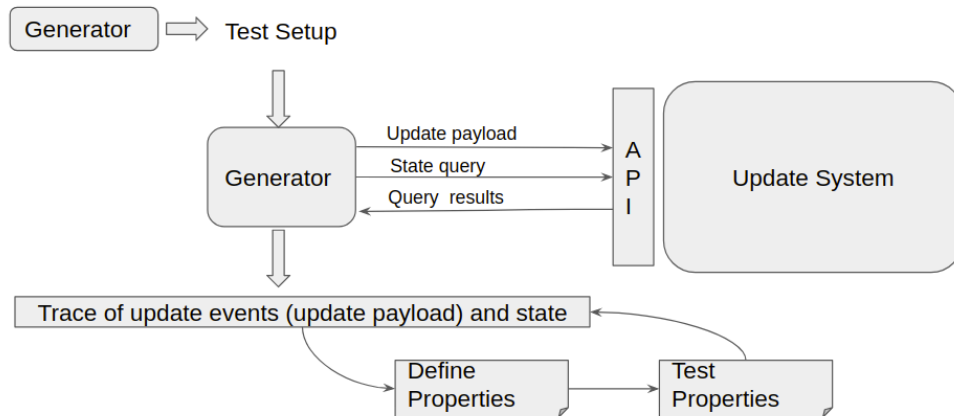 Generator
Test Setup
Update payload
State query
Query results
Generator
A
P
I
Update System
Trace of update events (update payload) and state
Define
Properties
Test
Properties